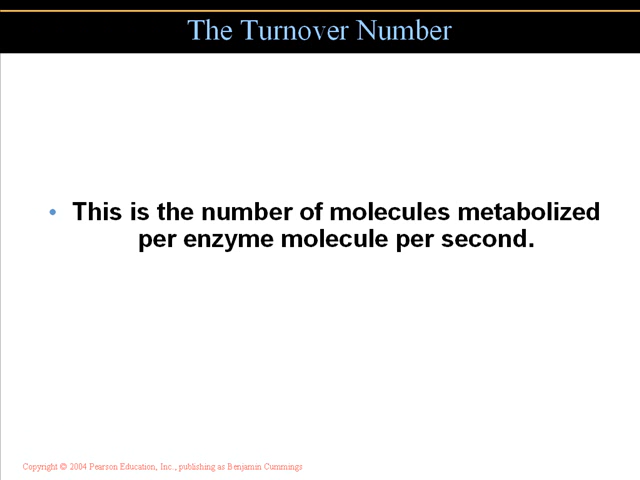 The Turnover Number
• This is the number of molecules metabolized
per enzyme molecule per second.
Copyright © 2004 Pearson Education, Inc., publishing as Benjamin Cummings